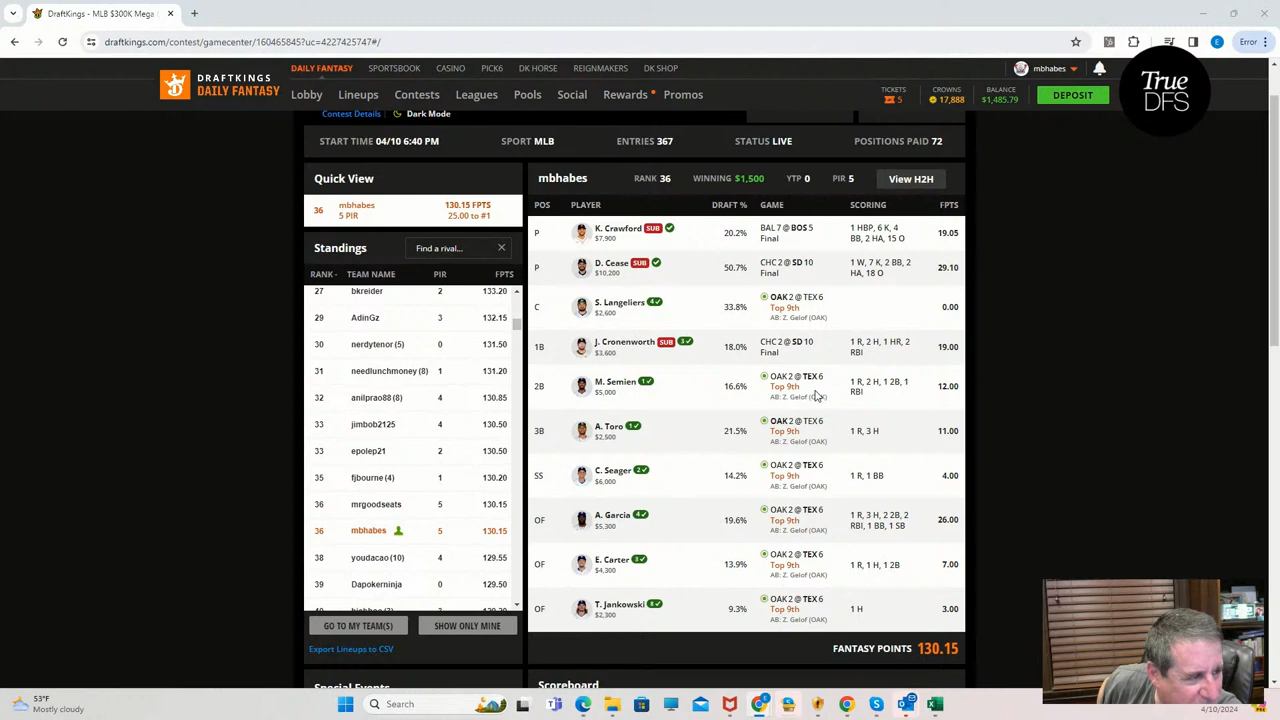 DraftKings - MLB $300K Mega
draftkings.com/contest/gamecenter/160465845?uc=4227425747#/
Error
DRAFTKINGS
DAILY FANTASY
DAILY FANTASY SPORTSBOOK CASINO PICK6 DK HORSE REIGNMAKERS DK SHOP
mbhabes
Lobby Lineups Contests Leagues Pools Social Rewards Promos
TICKETS 5
CROWNS 17,888
BALANCE $1,485.79
DEPOSIT
True
DFS
Contest Details Dark Mode
START TIME 04/10 6:40 PM SPORT MLB ENTRIES 367 STATUS LIVE POSITIONS PAID 72
Quick View
36 mbhabes 130.15 FPTS
5 PIR 25.00 to #1
Standings Find a rival...
RANK TEAM NAME PIR FPTS
27 bkreider 2 133.20
29 AdinGz 3 132.15
30 nerdytenor (5) 0 131.50
31 needlunchmoney (8) 1 131.20
32 anilprao88 (8) 4 130.85
33 jimbob2125 4 130.50
33 epolep21 2 130.50
35 fjbourne (4) 1 130.20
36 mrgoodseats 5 130.15
36 mbhabes 5 130.15
38 youdacao (10) 4 129.55
39 Dapokerninja 0 129.50
GO TO MY TEAM(S) SHOW ONLY MINE
Export Lineups to CSV
Special Events
mbhabes RANK 36 WINNING $1,500 YTP 0 PIR 5 View H2H
POS PLAYER DRAFT % GAME SCORING FPTS
P K. Crawford SUB $7,900 20.2% BAL 7 @ BOS 5 Final 1 HBP, 6 K, 4 BB, 2 HA, 15 O 19.05
P D. Cease SUB $10,200 50.7% CHC 2 @ SD 10 Final 1 W, 7 K, 2 BB, 2 HA, 18 O 29.10
C S. Langeliers 4 $2,600 33.8% OAK 2 @ TEX 6 Top 9th AB: Z. Gelof (OAK) 0.00
1B J. Cronenworth SUB 3 $3,600 18.0% CHC 2 @ SD 10 Final 1 R, 2 H, 1 HR, 2 RBI 19.00
2B M. Semien 1 $5,000 16.6% OAK 2 @ TEX 6 Top 9th AB: Z. Gelof (OAK) 1 R, 2 H, 1 2B, 1 RBI 12.00
3B A. Toro 1 $2,500 21.5% OAK 2 @ TEX 6 Top 9th AB: Z. Gelof (OAK) 1 R, 3 H 11.00
SS C. Seager 2 $6,000 14.2% OAK 2 @ TEX 6 Top 9th AB: Z. Gelof (OAK) 1 R, 1 BB 4.00
OF A. Garcia 4 $5,300 19.6% OAK 2 @ TEX 6 Top 9th AB: Z. Gelof (OAK) 1 R, 3 H, 2 2B, 2 RBI, 1 BB, 1 SB 26.00
OF E. Carter 3 $4,300 13.9% OAK 2 @ TEX 6 Top 9th AB: Z. Gelof (OAK) 1 R, 1 H, 1 2B 7.00
OF T. Jankowski 8 $2,300 9.3% OAK 2 @ TEX 6 Top 9th AB: Z. Gelof (OAK) 1 H 3.00
FANTASY POINTS 130.15
Scoreboard
53°F
Mostly cloudy
Search
4/10/2024